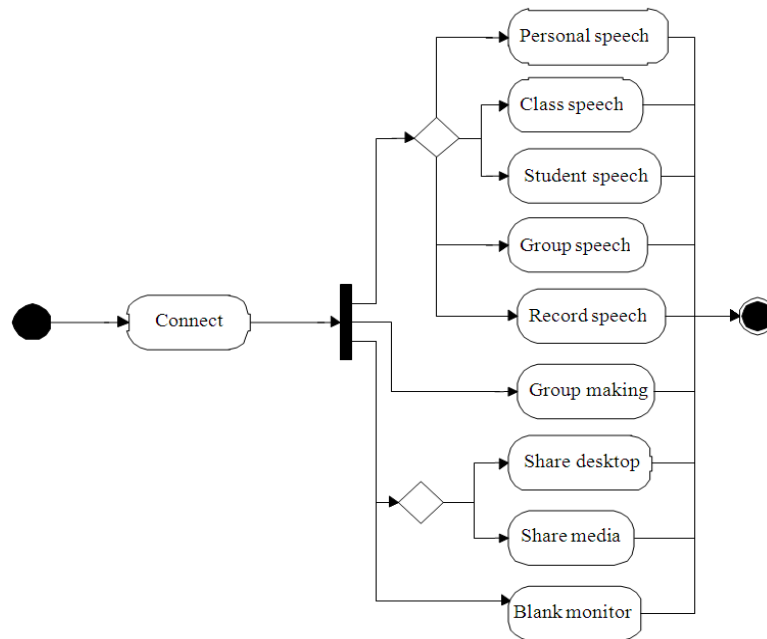 Personal speech
Class speech
Student speech
Group speech
Connect
Record speech
Group making
Share desktop
Share media
Blank monitor